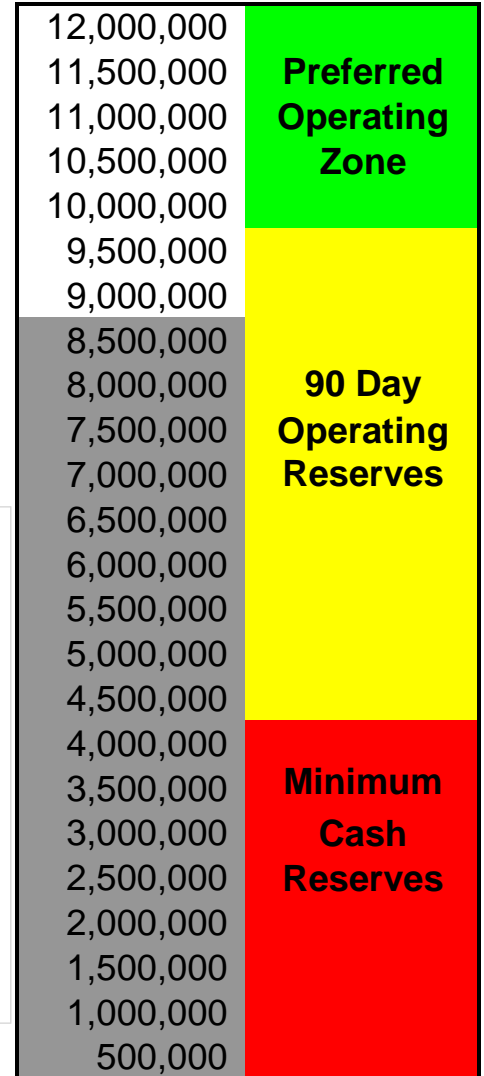 12,000,000
11,500,000 Preferred
11,000,000 Operating
10,500,000 Zone
10,000,000
9,500,000
9,000,000
8,500,000
8,000,000 90 Day
7,500,000 Operating
7,000,000 Reserves
6,500,000
6,000,000
5,500,000
5,000,000
4,500,000
4,000,000
3,500,000 Minimum
3,000,000 Cash
2,500,000 Reserves
2,000,000
1,500,000
1,000,000
500,000